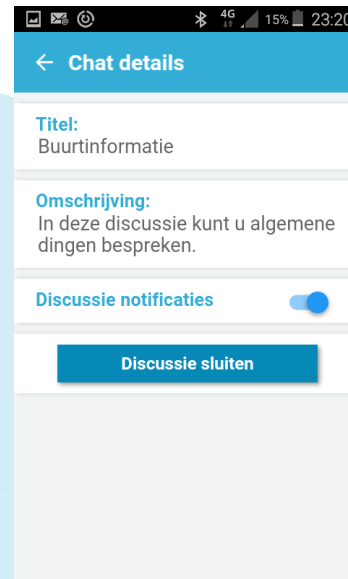 4G 15% 23:20
Chat details
Titel:
Buurtinformatie
Omschrijving:
In deze discussie kunt u algemene
dingen bespreken.
Discussie notificaties
Discussie sluiten